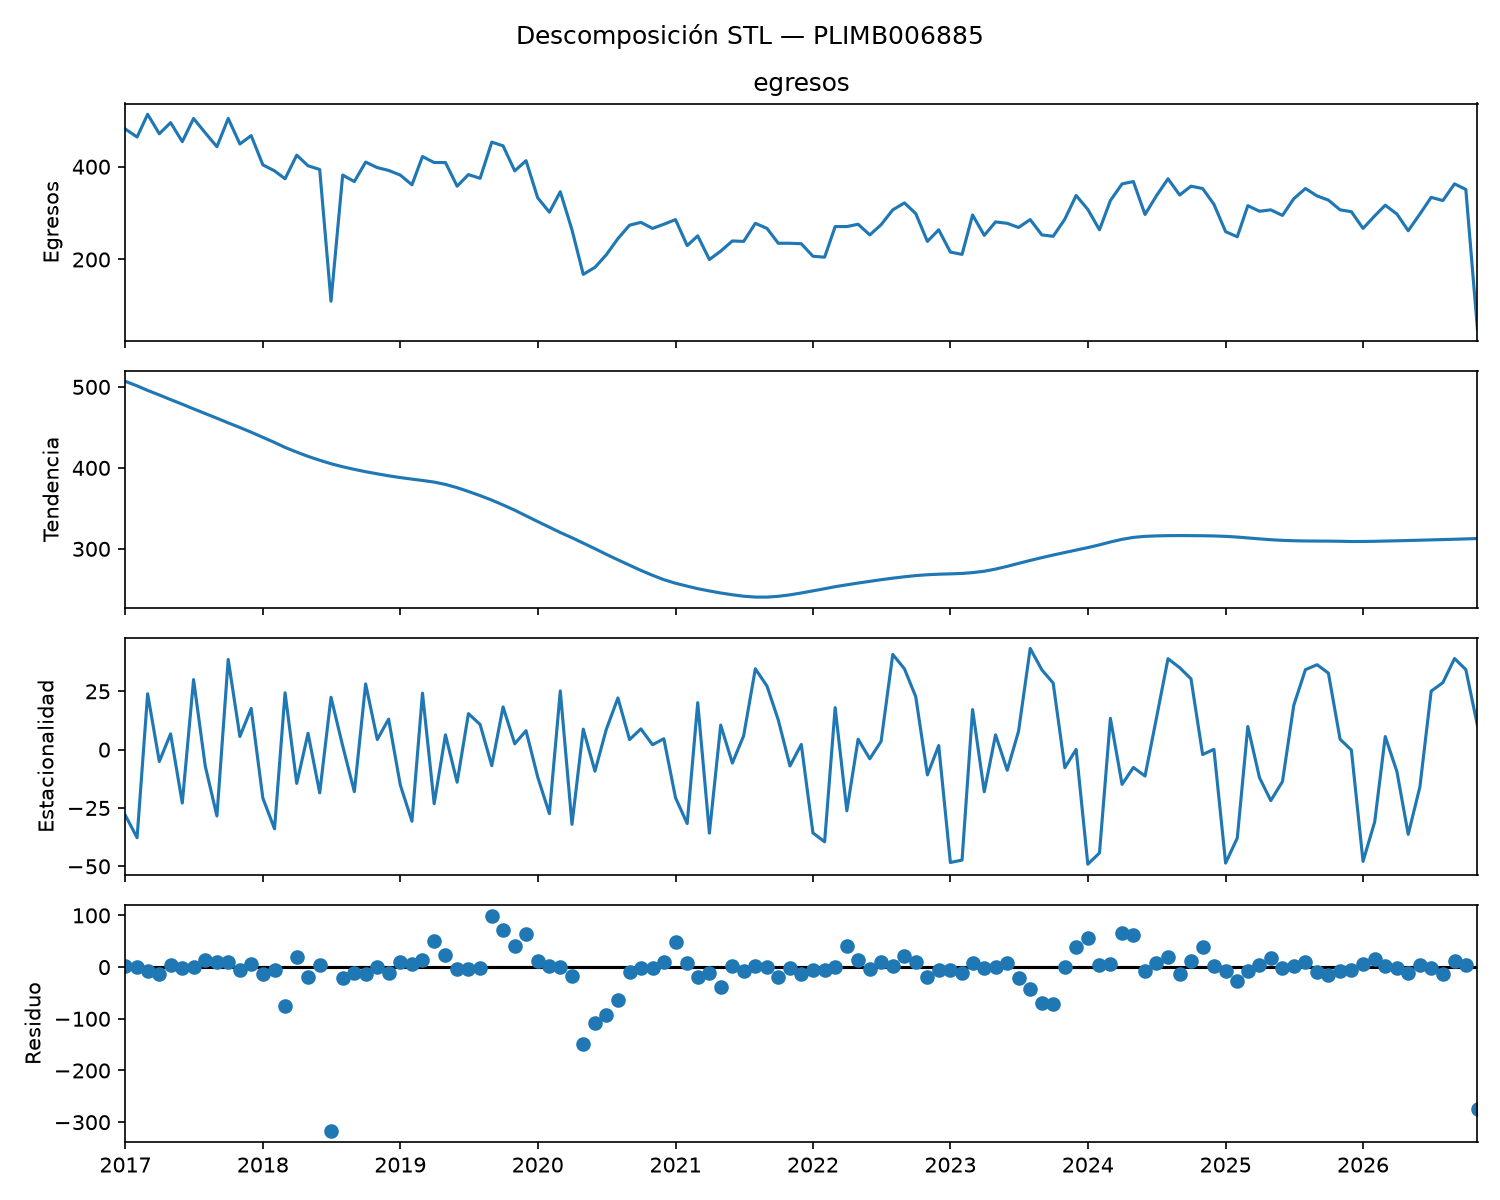 Descomposición STL — PLIMB006885
egresos
Egresos
400
200
Tendencia
500
400
300
Estacionalidad
25
0
−25
−50
Residuo
100
0
−100
−200
−300
2017 2018 2019 2020 2021 2022 2023 2024 2025 2026